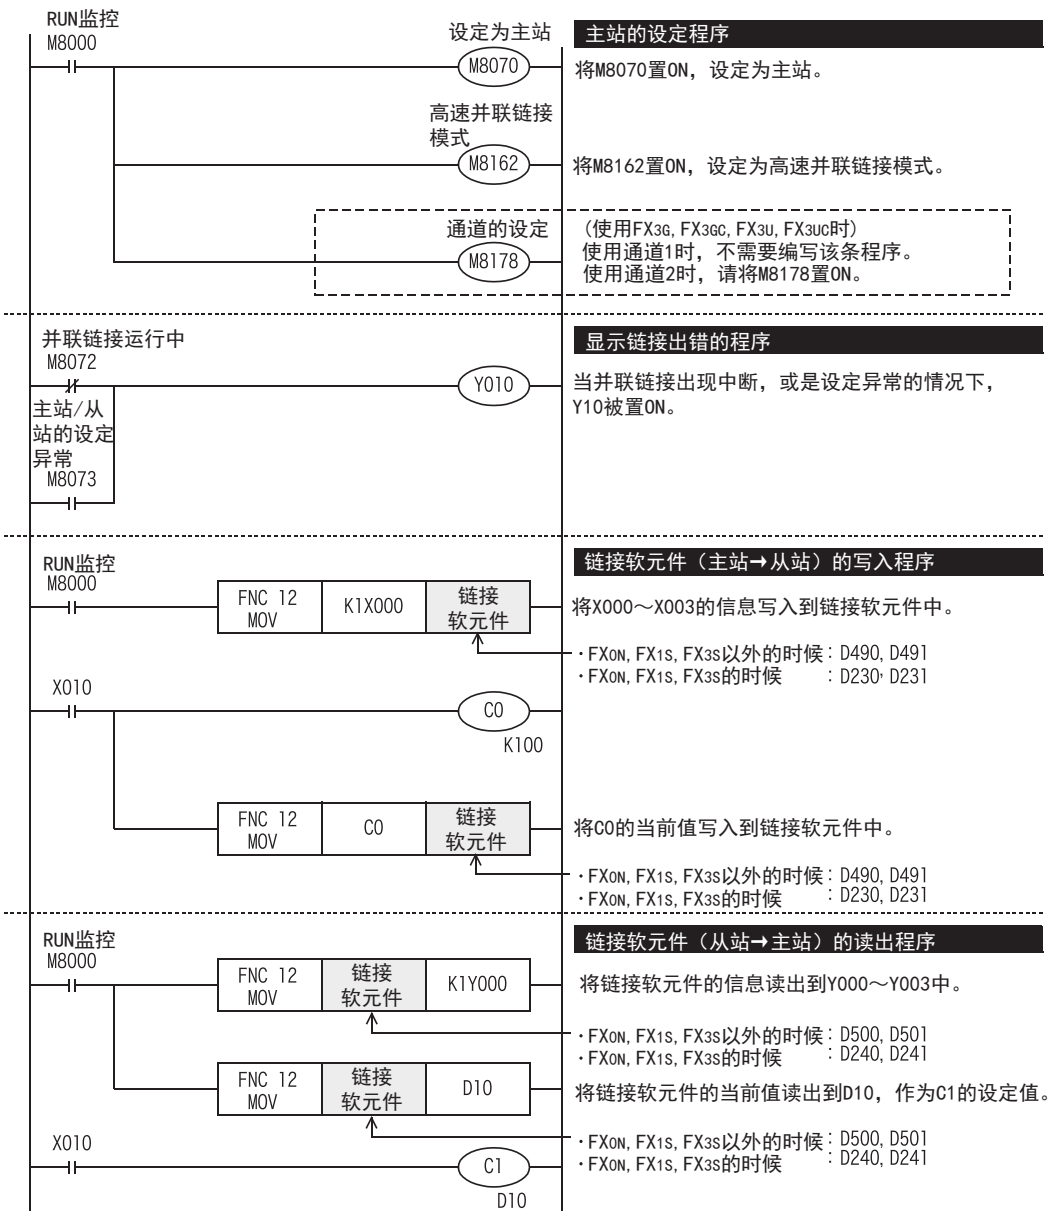 RUN监控
M8000
设定为主站
M8070
主站的设定程序
将M8070置ON，设定为主站。
高速并联链接
模式
M8162
将M8162置ON，设定为高速并联链接模式。
通道的设定
M8178
(使用FX3G, FX3GC, FX3U, FX3UC时)
使用通道1时，不需要编写该条程序。
使用通道2时，请将M8178置ON。
并联链接运行中
M8072
Y010
显示链接出错的程序
当并联链接出现中断，或是设定异常的情况下，
Y10被置ON。
主站/从
站的设定
异常
M8073
链接软元件（主站→从站）的写入程序
RUN监控
M8000
FNC 12
MOV
K1X000
链接
软元件
将X000～X003的信息写入到链接软元件中。
·FX0N, FX1S, FX3S以外的时候：D490, D491
·FX0N, FX1S, FX3S的时候　　：D230, D231
X010
C0
K100
FNC 12
MOV
C0
链接
软元件
将C0的当前值写入到链接软元件中。
·FX0N, FX1S, FX3S以外的时候：D490, D491
·FX0N, FX1S, FX3S的时候　　：D230, D231
链接软元件（从站→主站）的读出程序
RUN监控
M8000
FNC 12
MOV
链接
软元件
K1Y000
将链接软元件的信息读出到Y000～Y003中。
·FX0N, FX1S, FX3S以外的时候：D500, D501
·FX0N, FX1S, FX3S的时候　　：D240, D241
FNC 12
MOV
链接
软元件
D10
将链接软元件的当前值读出到D10，作为C1的设定值。
·FX0N, FX1S, FX3S以外的时候：D500, D501
·FX0N, FX1S, FX3S的时候　　：D240, D241
X010
C1
D10